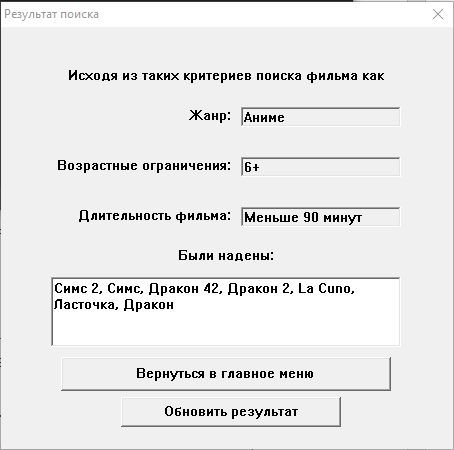 Результат поиска
Исходя из таких критериев поиска фильма как
Жанр: Аниме
Возрастные ограничения: 6+
Длительность фильма: Меньше 90 минут
Были надены:
Симс 2, Симс, Дракон 42, Дракон 2, La Cuno,
Ласточка, Дракон
Вернуться в главное меню
Обновить результат